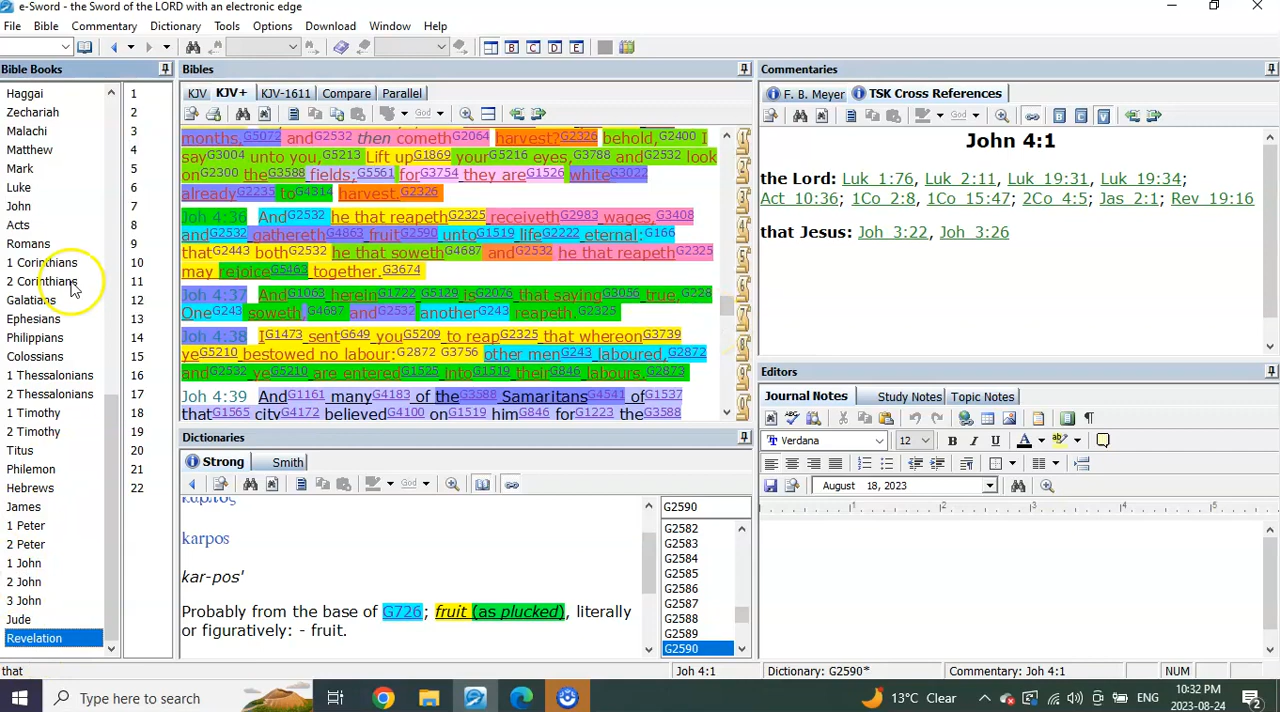 e-Sword - the Sword of the LORD with an electronic edge
File Bible Commentary Dictionary Tools Options Download Window Help
B C D E
Bible Books
Haggai
Zechariah
Malachi
Matthew
Mark
Luke
John
Acts
Romans
1 Corinthians
2 Corinthians
Galatians
Ephesians
Philippians
Colossians
1 Thessalonians
2 Thessalonians
1 Timothy
2 Timothy
Titus
Philemon
Hebrews
James
1 Peter
2 Peter
1 John
2 John
3 John
Jude
Revelation
1
2
3
4
5
6
7
8
9
10
11
12
13
14
15
16
17
18
19
20
21
22
Bibles
KJV KJV+ KJV-1611 Compare Parallel
God
months,G5072 and G2532 then cometh G2064 harvest? G2326 behold, G2400 I
say G3004 unto you, G5213 Lift up G1869 your G5216 eyes, G3788 and G2532 look
on G2300 the G3588 fields; G5561 for G3754 they are G1526 white G3022
already G2235 to G4314 harvest. G2326
Joh 4:36 And G2532 he that reapeth G2325 receiveth G2983 wages, G3408
and G2532 gathereth G4863 fruit G2590 unto G1519 life G2222 eternal: G166
that G2443 both G2532 he that soweth G4687 and G2532 he that reapeth G2325
may rejoice G5463 together. G3674
Joh 4:37 And G1063 herein G1722 G5129 is G2076 that saying G3056 true, G228
One G243 soweth, G4687 and G2532 another G243 reapeth. G2325
Joh 4:38 I G1473 sent G649 you G5209 to reap G2325 that whereon G3739
ye G5210 bestowed no labour: G2872 G3756 other men G243 laboured, G2872
and G2532 ye G5210 are entered G1525 into G1519 their G846 labours. G2873
Joh 4:39 And G1161 many G4183 of the G3588 Samaritans G4541 of G1537
that G1565 city G4172 believed G4100 on G1519 him G846 for G1223 the G3588
Dictionaries
Strong Smith
God
καρπός
karpos
kar-pos'
Probably from the base of G726; fruit (as plucked), literally
or figuratively: - fruit.
G2590
G2582
G2583
G2584
G2585
G2586
G2587
G2588
G2589
G2590
Commentaries
F. B. Meyer TSK Cross References
God B C V
John 4:1
the Lord: Luk_1:76, Luk_2:11, Luk_19:31, Luk_19:34;
Act_10:36; 1Co_2:8, 1Co_15:47; 2Co_4:5; Jas_2:1; Rev_19:16
that Jesus: Joh_3:22, Joh_3:26
Editors
Journal Notes Study Notes Topic Notes
Verdana 12 B I U A ab
August 18, 2023
1 2 3 4 5
that Joh 4:1 Dictionary: G2590* Commentary: Joh 4:1 NUM
Type here to search 13°C Clear ENG 10:32 PM
2023-08-24
2